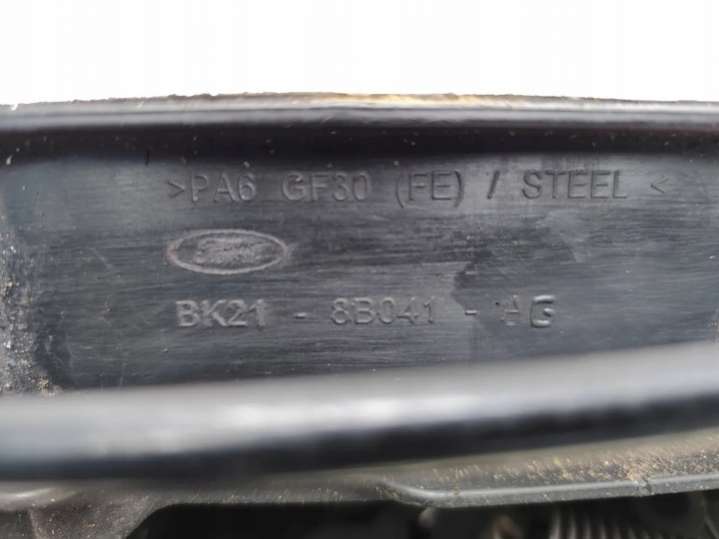 >PA6 GF30 (FE) / STEEL<
Ford
BK21 - 8B041 - AG